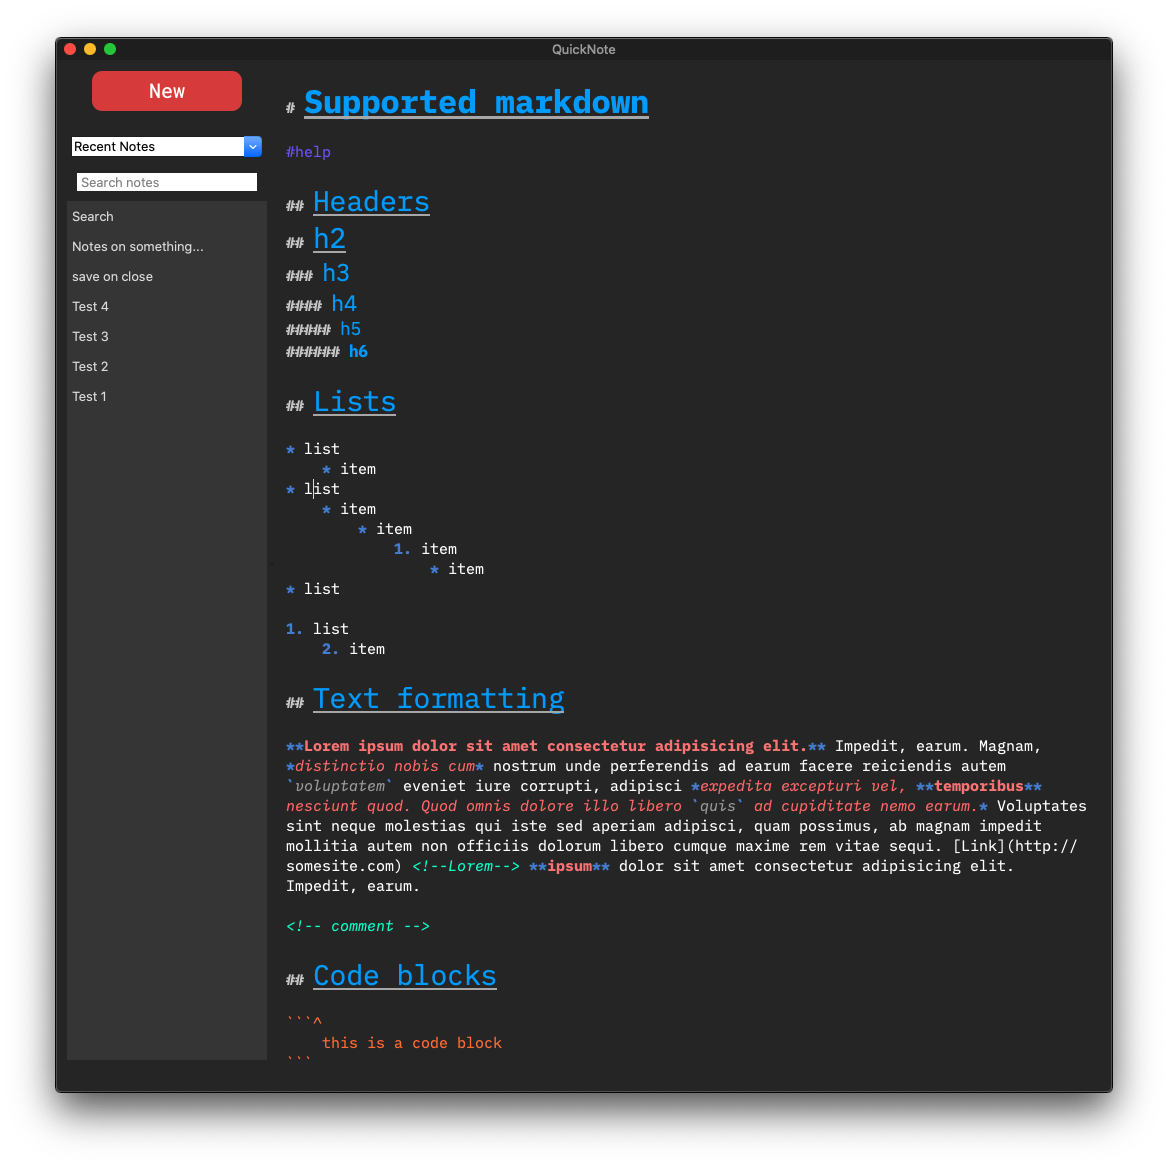 QuickNote
New
Recent Notes
Search notes
Search
Notes on something...
save on close
Test 4
Test 3
Test 2
Test 1
# Supported markdown
#help
## Headers
## h2
### h3
#### h4
##### h5
###### h6
## Lists
* list
    * item
* list
    * item
        * item
            1. item
                * item
* list
1. list
    2. item
## Text formatting
**Lorem ipsum dolor sit amet consectetur adipisicing elit.** Impedit, earum. Magnam,
*distinctio nobis cum* nostrum unde perferendis ad earum facere reiciendis autem
`voluptatem` eveniet iure corrupti, adipisci *expedita excepturi vel, **temporibus**
nesciunt quod. Quod omnis dolore illo libero `quis` ad cupiditate nemo earum.* Voluptates
sint neque molestias qui iste sed aperiam adipisci, quam possimus, ab magnam impedit
mollitia autem non officiis dolorum libero cumque maxime rem vitae sequi. [Link](http://
somesite.com) <!--Lorem--> **ipsum** dolor sit amet consectetur adipisicing elit.
Impedit, earum.
<!-- comment -->
## Code blocks
```^
    this is a code block
```